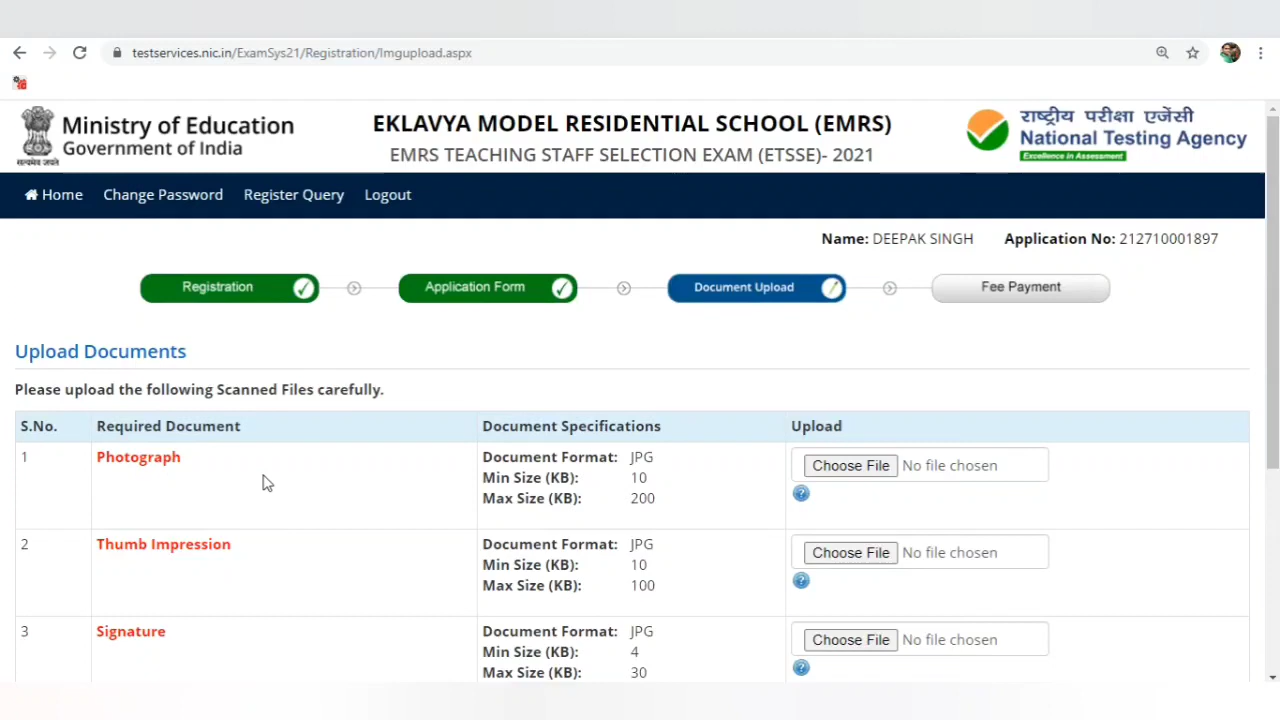 testservices.nic.in/ExamSys21/Registration/Imgupload.aspx
सत्यमेव जयते
Ministry of Education
Government of India
EKLAVYA MODEL RESIDENTIAL SCHOOL (EMRS)
EMRS TEACHING STAFF SELECTION EXAM (ETSSE)- 2021
राष्ट्रीय परीक्षा एजेंसी
National Testing Agency
Excellence in Assessment
Home Change Password Register Query Logout
Name: DEEPAK SINGH Application No: 212710001897
Registration Application Form Document Upload Fee Payment
Upload Documents
Please upload the following Scanned Files carefully.
S.No. Required Document Document Specifications Upload
1 Photograph Document Format: JPG Choose File No file chosen
Min Size (KB): 10
Max Size (KB): 200
2 Thumb Impression Document Format: JPG Choose File No file chosen
Min Size (KB): 10
Max Size (KB): 100
3 Signature Document Format: JPG Choose File No file chosen
Min Size (KB): 4
Max Size (KB): 30